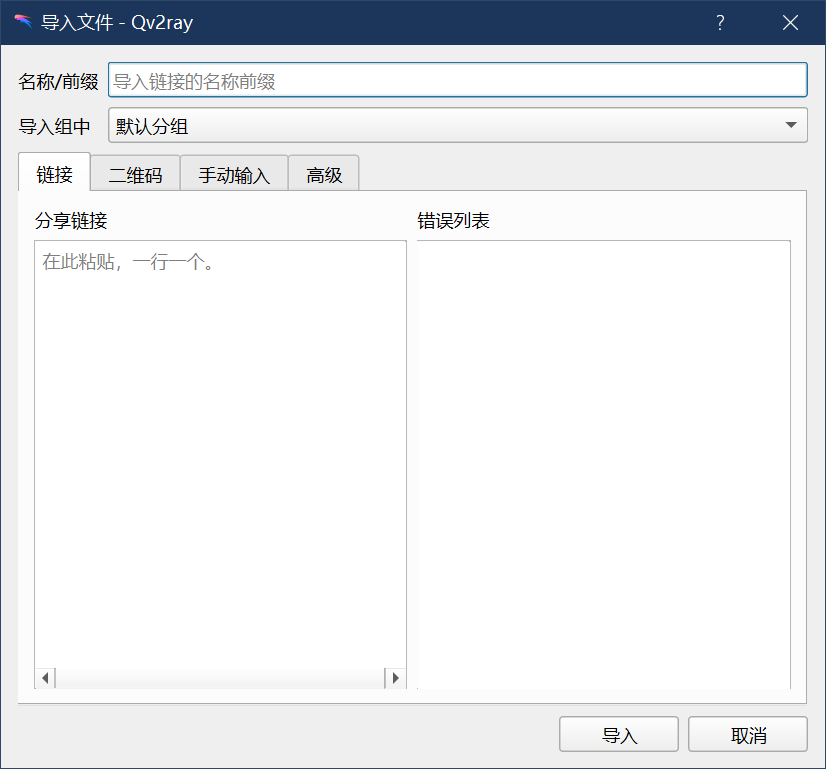 导入文件 - Qv2ray
名称/前缀 导入链接的名称前缀
导入组中 默认分组
链接 二维码 手动输入 高级
分享链接 错误列表
在此粘贴，一行一个。
导入 取消